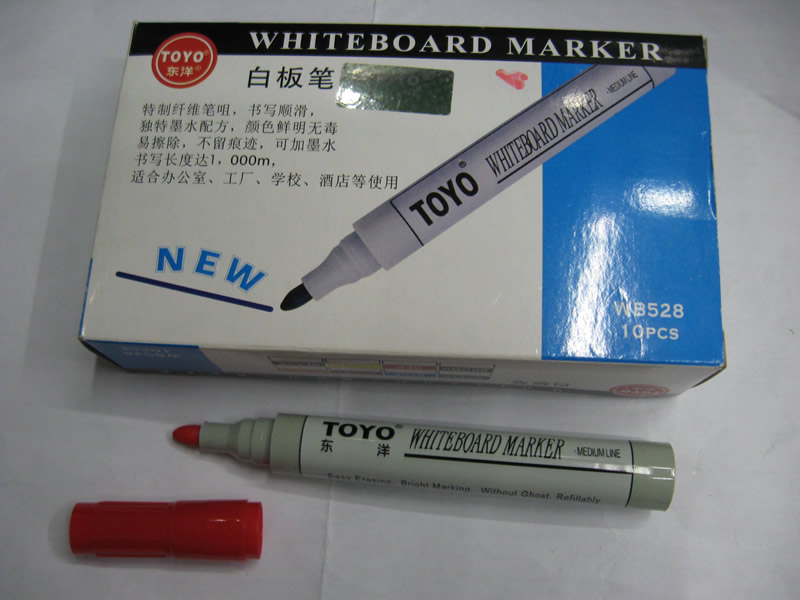 WHITEBOARD MARKER
TOYO®
东洋®
白板笔
特制纤维笔咀，书写顺滑，
独特墨水配方，颜色鲜明无毒
易擦除，不留痕迹，可加墨水
书写长度达1，000m，
适合办公室、工厂、学校、酒店等使用
TOYO® WHITEBOARD MARKER ·MEDIUM LINE
NEW
WB528
10PCS
TOYO® WHITEBOARD MARKER ·MEDIUM LINE
东洋
Easy Erasing. Bright Marking. Without Ghost. Refillably